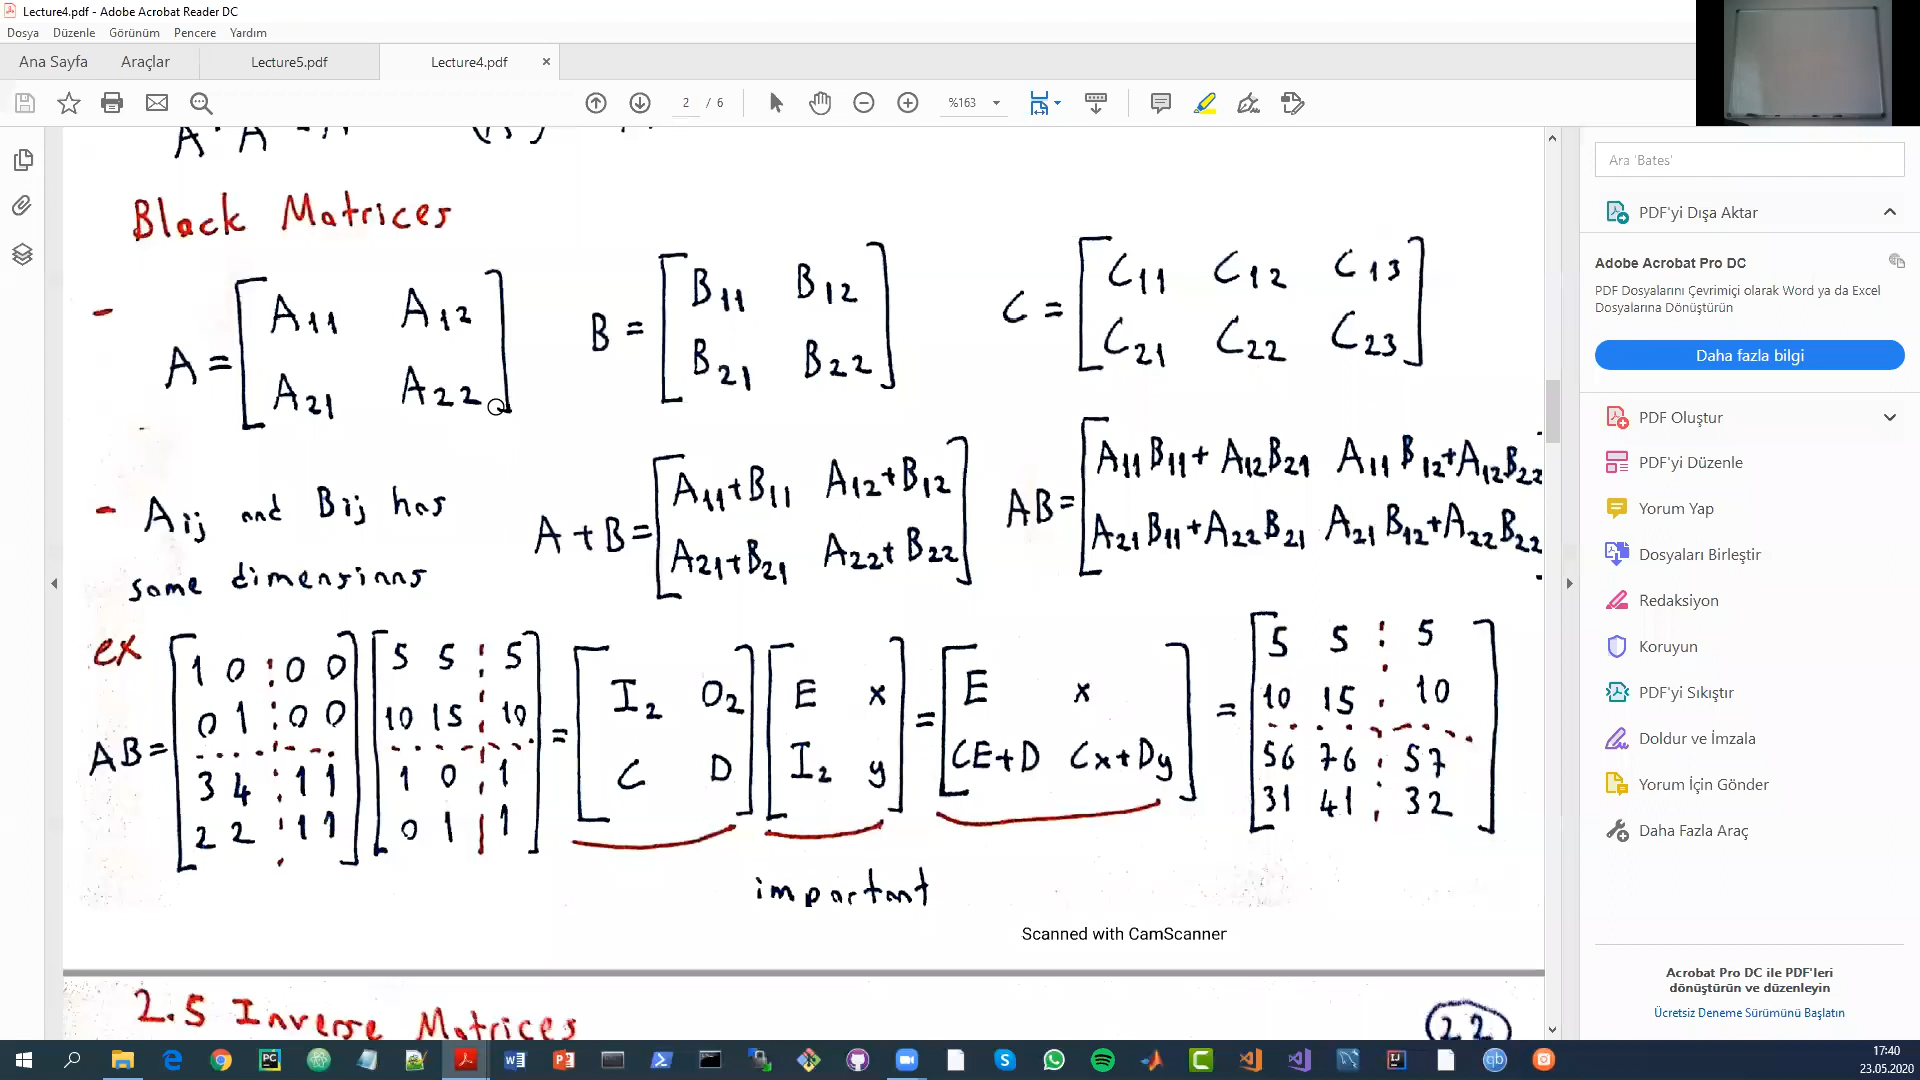 Lecture4.pdf - Adobe Acrobat Reader DC
Dosya Düzenle Görünüm Pencere Yardım
Ana Sayfa Araçlar Lecture5.pdf Lecture4.pdf ×
2 / 6 %163
Block Matrices
- A = [ A11 A12
A21 A22 ]
B = [ B11 B12
B21 B22 ]
C = [ C11 C12 C13
C21 C22 C23 ]
- Aij and Bij has
same dimensions
A + B = [ A11+B11 A12+B12
A21+B21 A22+B22 ]
AB = [ A11B11+A12B21 A11B12+A12B22
A21B11+A22B21 A21B12+A22B22
ex
AB = [ 1 0 : 0 0
0 1 : 0 0
3 4 : 1 1
2 2 : 1 1 ]
[ 5 5 : 5
10 15 : 10
1 0 : 1
0 1 : 1 ]
= [ I2 O2
C D ]
[ E x
I2 y ]
= [ E x
CE+D Cx+Dy ]
= [ 5 5 : 5
10 15 : 10
56 76 : 57
31 41 : 32 ]
important
Scanned with CamScanner
2.5 Inverse Matrices
22
Ara 'Bates'
PDF'yi Dışa Aktar
Adobe Acrobat Pro DC
PDF Dosyalarını Çevrimiçi olarak Word ya da Excel
Dosyalarına Dönüştürün
Daha fazla bilgi
PDF Oluştur
PDF'yi Düzenle
Yorum Yap
Dosyaları Birleştir
Redaksiyon
Koruyun
PDF'yi Sıkıştır
Doldur ve İmzala
Yorum İçin Gönder
Daha Fazla Araç
Acrobat Pro DC ile PDF'leri
dönüştürün ve düzenleyin
Ücretsiz Deneme Sürümünü Başlatın
17:40
23.05.2020